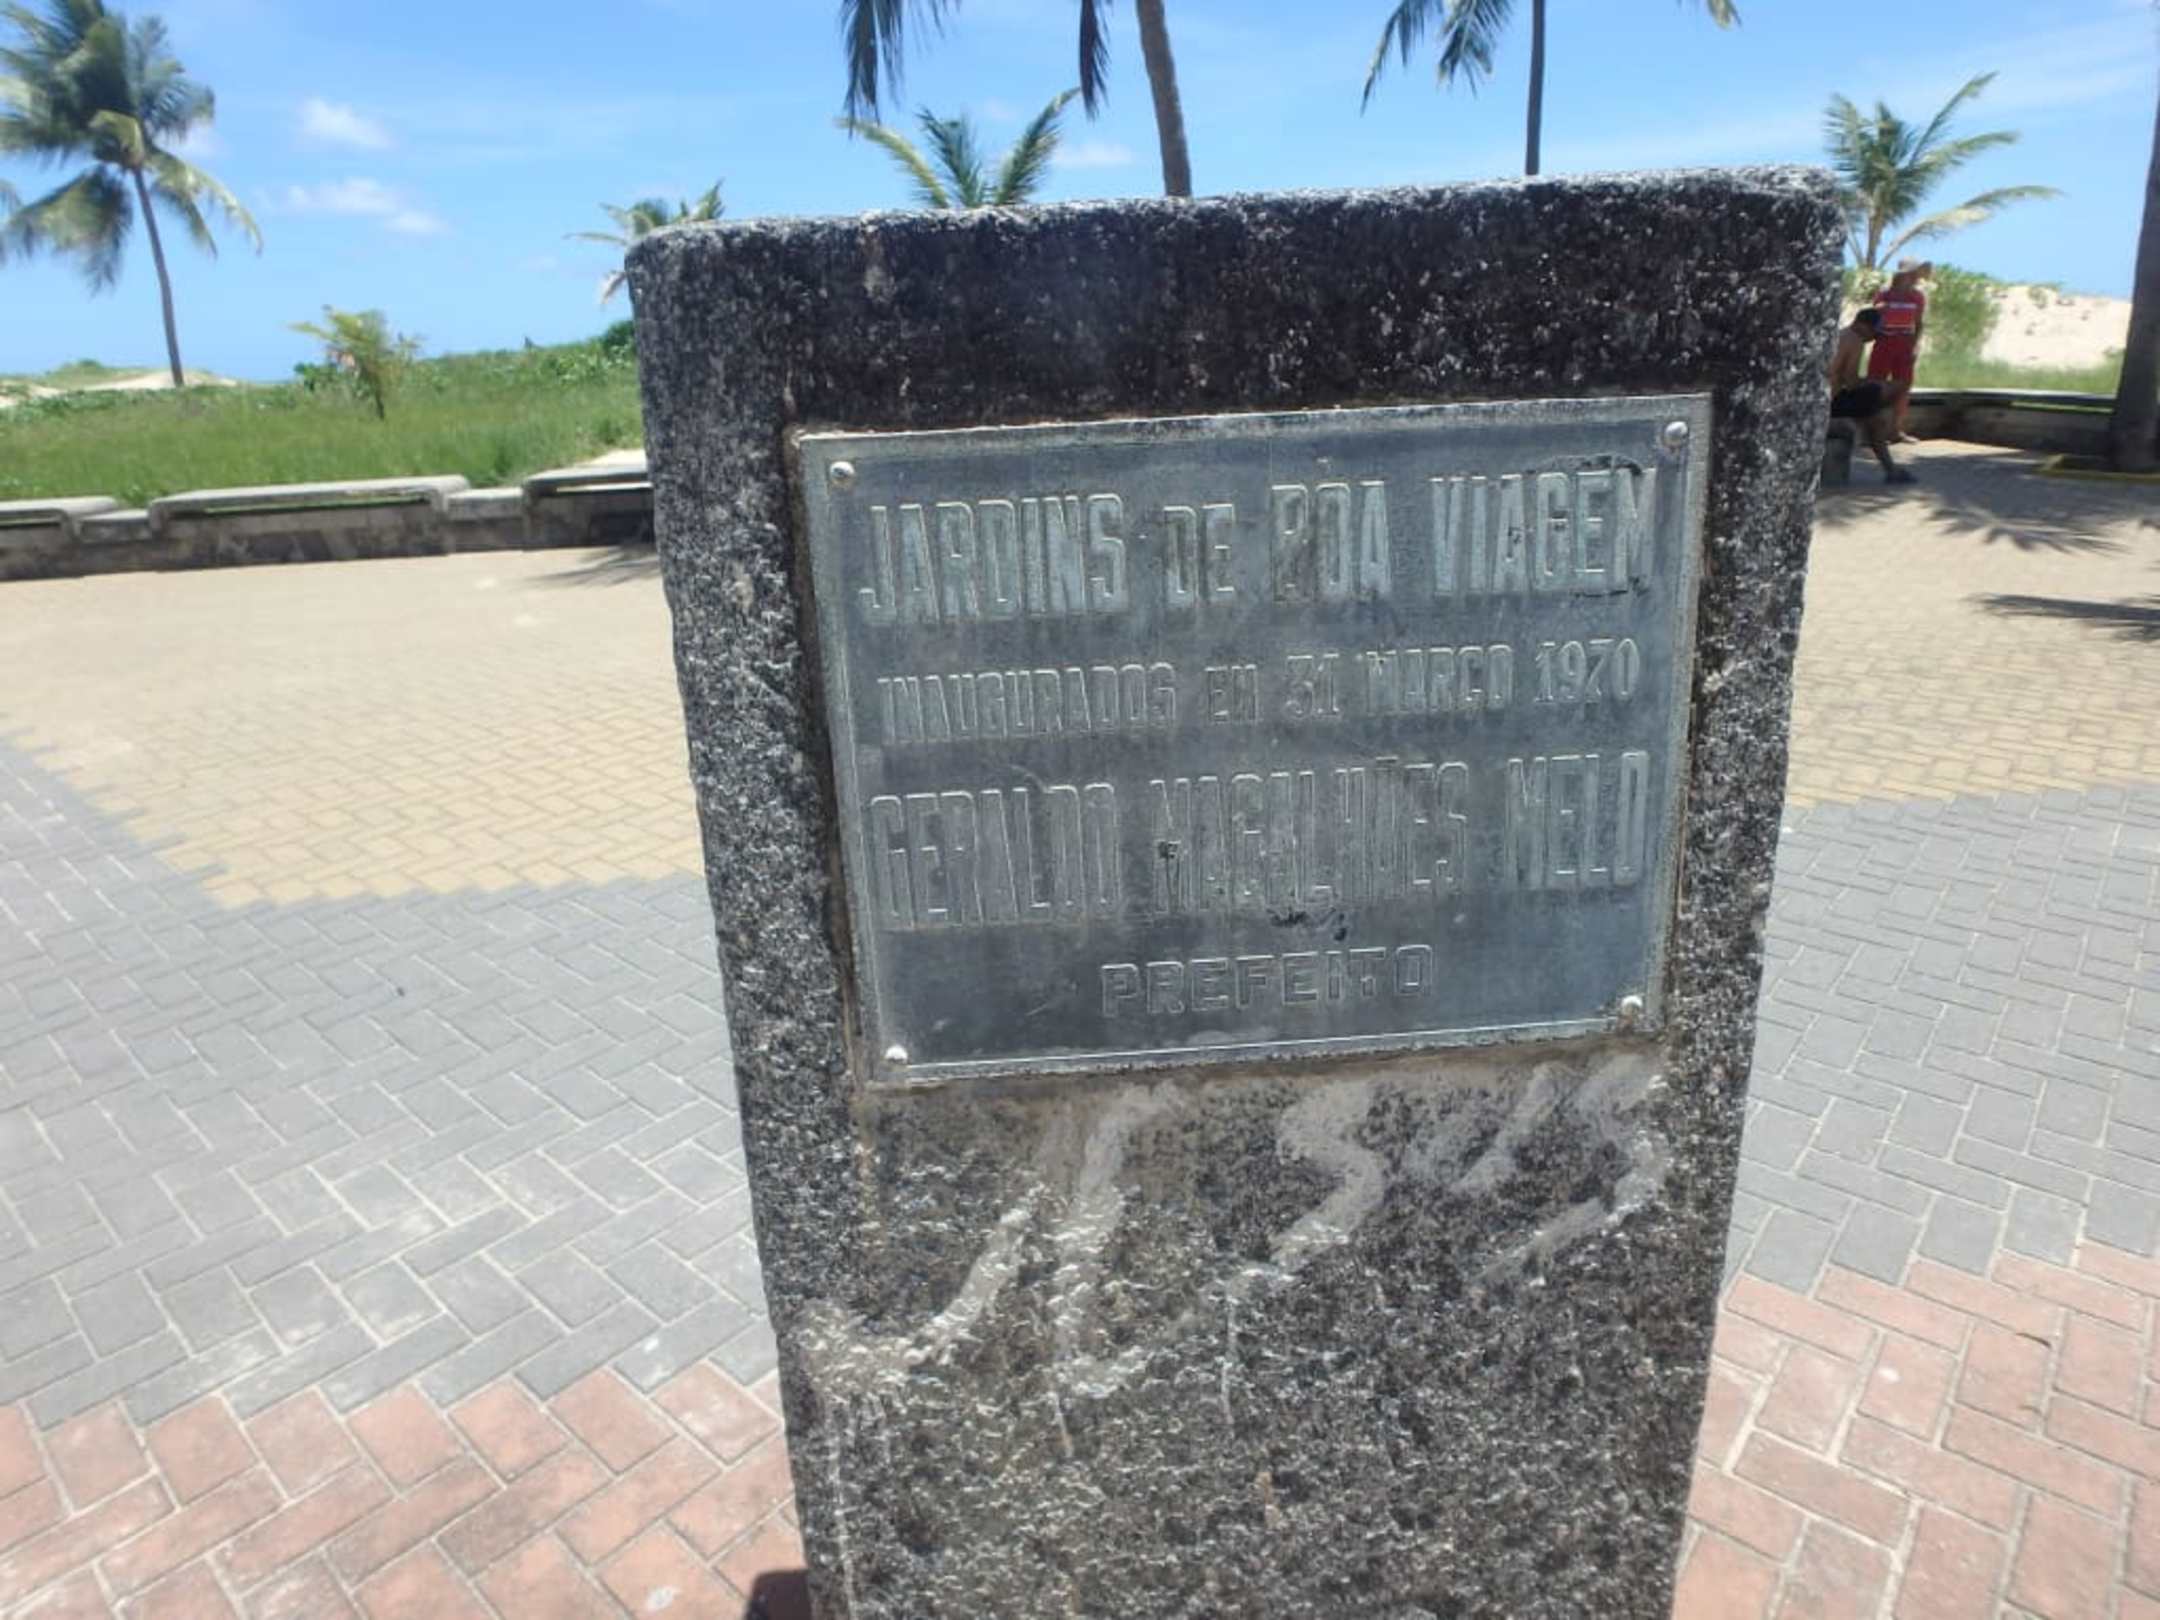 JARDINS DE BOA VIAGEM
INAUGURADOS EM 31 MARÇO 1970
GERALDO MAGALHÃES MELO
PREFEITO